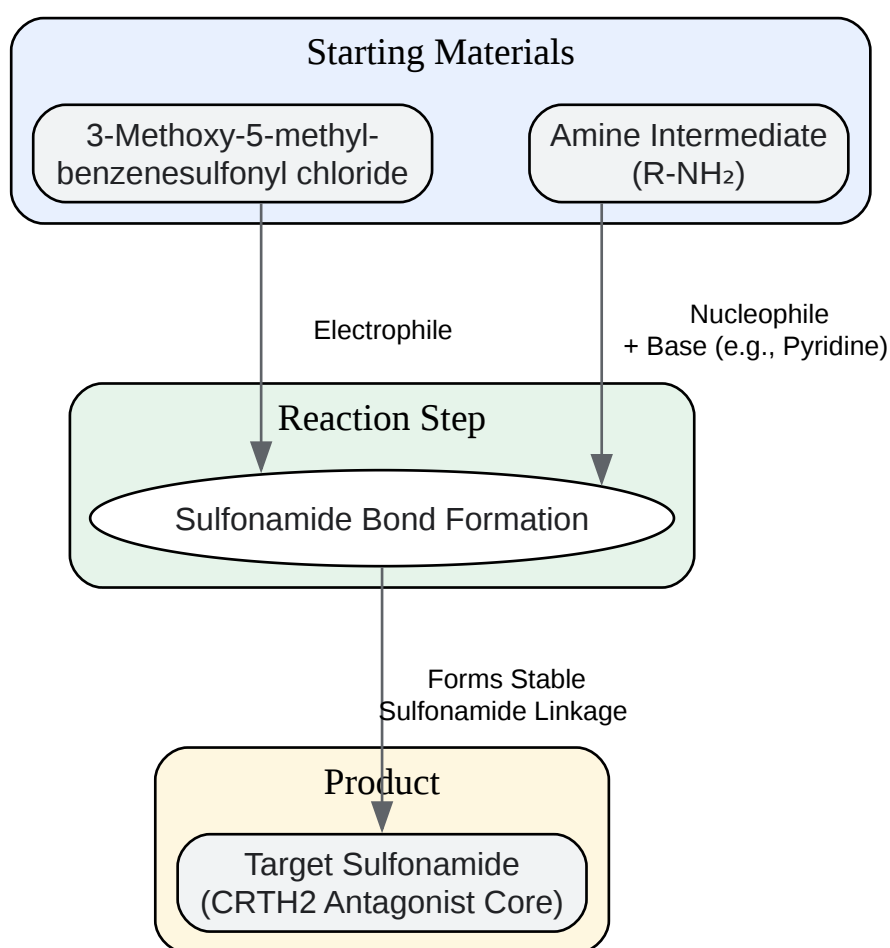 Starting Materials
3-Methoxy-5-methyl-
benzenesulfonyl chloride
Amine Intermediate
(R-NH₂)
Electrophile
Nucleophile
+ Base (e.g., Pyridine)
Reaction Step
Sulfonamide Bond Formation
Forms Stable
Sulfonamide Linkage
Product
Target Sulfonamide
(CRTH2 Antagonist Core)